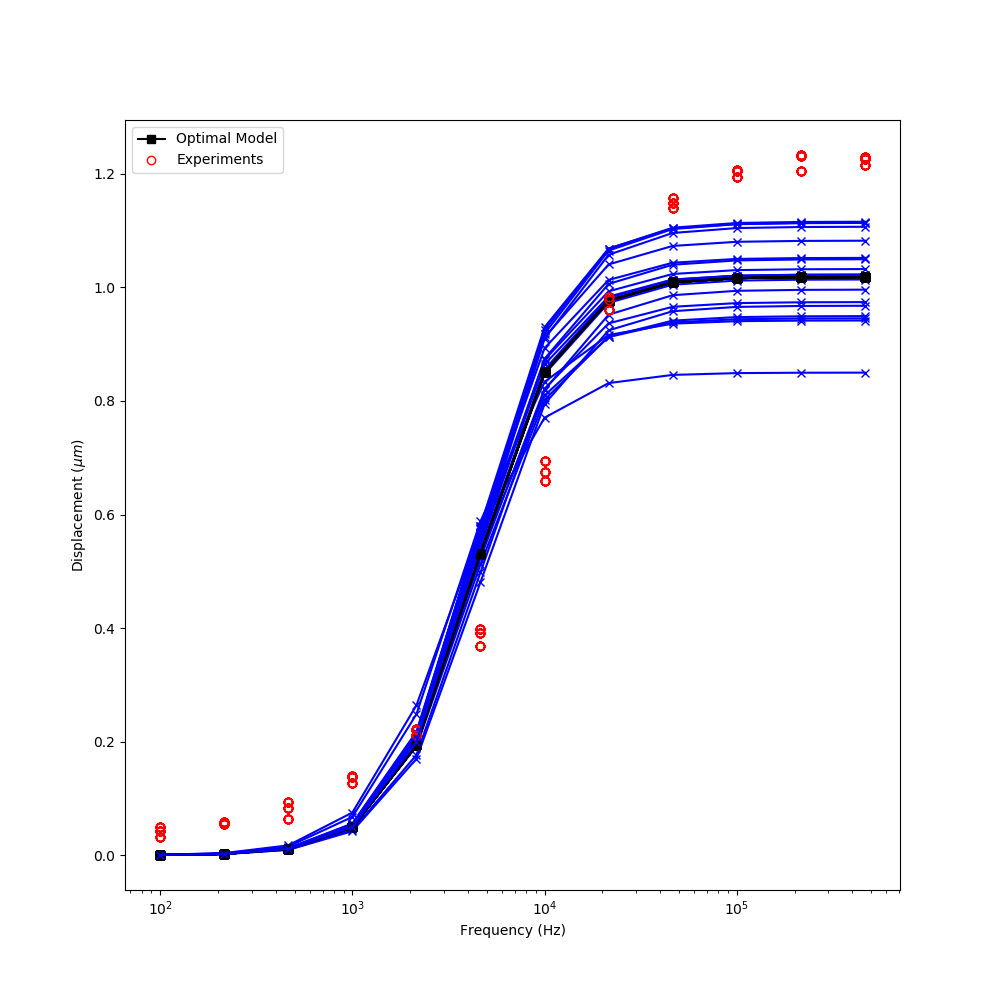 Optimal Model
Experiments
1.2
1.0
0.8
0.6
0.4
0.2
0.0
Displacement (μm)
10² 10³ 10⁴ 10⁵
Frequency (Hz)